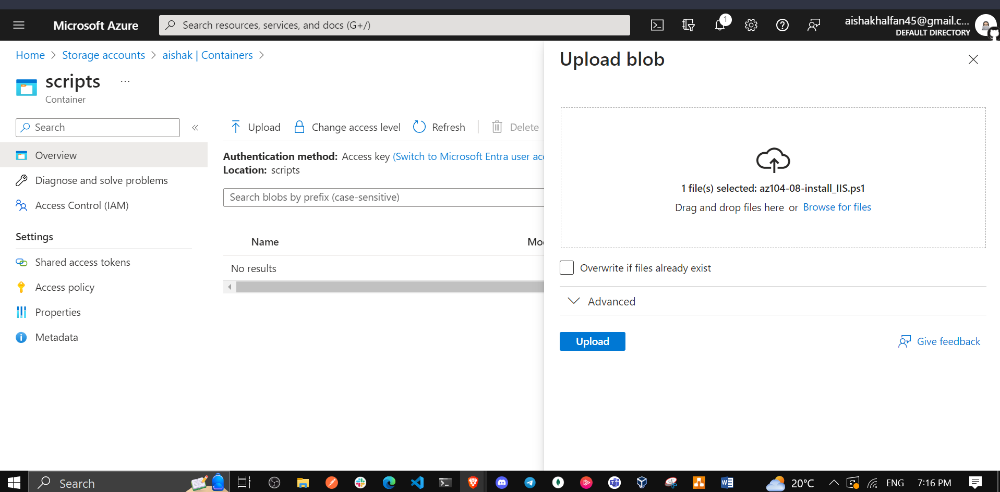 Microsoft Azure
Search resources, services, and docs (G+/)
1
aishakhalfan45@gmail.c...
DEFAULT DIRECTORY
Home > Storage accounts > aishak | Containers >
scripts ...
Container
Search
«
Overview
Diagnose and solve problems
Access Control (IAM)
Settings
Shared access tokens
Access policy
Properties
Metadata
Upload
Change access level
Refresh
Delete
Authentication method: Access key (Switch to Microsoft Entra user acc
Location: scripts
Search blobs by prefix (case-sensitive)
Name
No results
Upload blob
1 file(s) selected: az104-08-install_IIS.ps1
Drag and drop files here or Browse for files
Overwrite if files already exist
Advanced
Upload
Give feedback
Search
20°C
ENG
7:16 PM